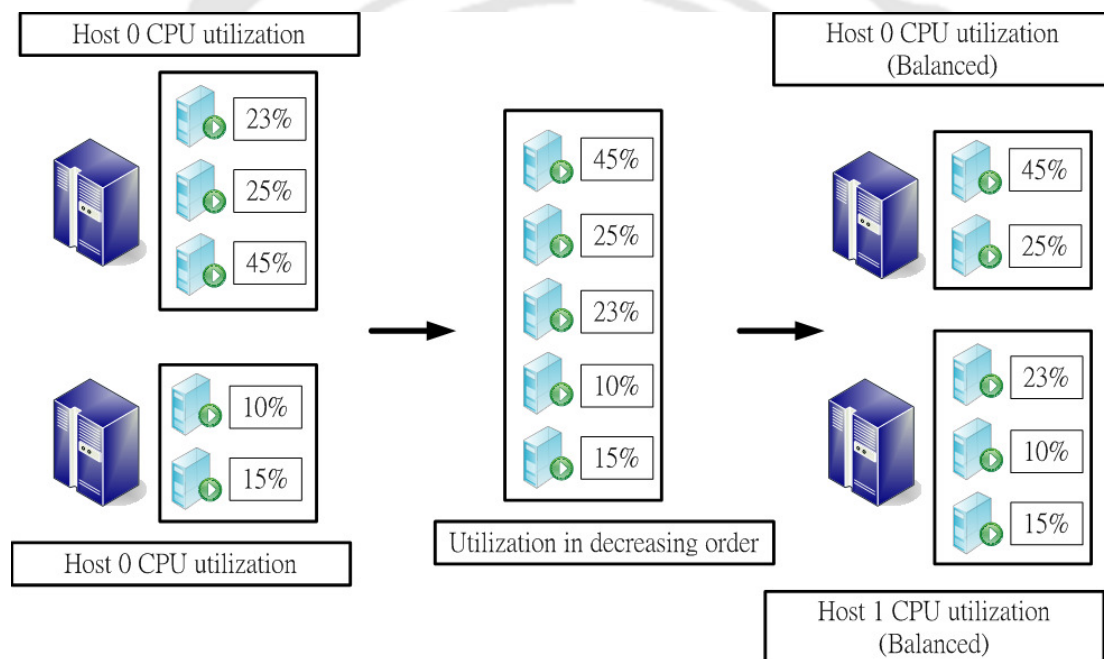 Host 0 CPU utilization
23%
25%
45%
10%
15%
Host 0 CPU utilization
45%
25%
23%
10%
15%
Utilization in decreasing order
Host 0 CPU utilization
(Balanced)
45%
25%
23%
10%
15%
Host 1 CPU utilization
(Balanced)